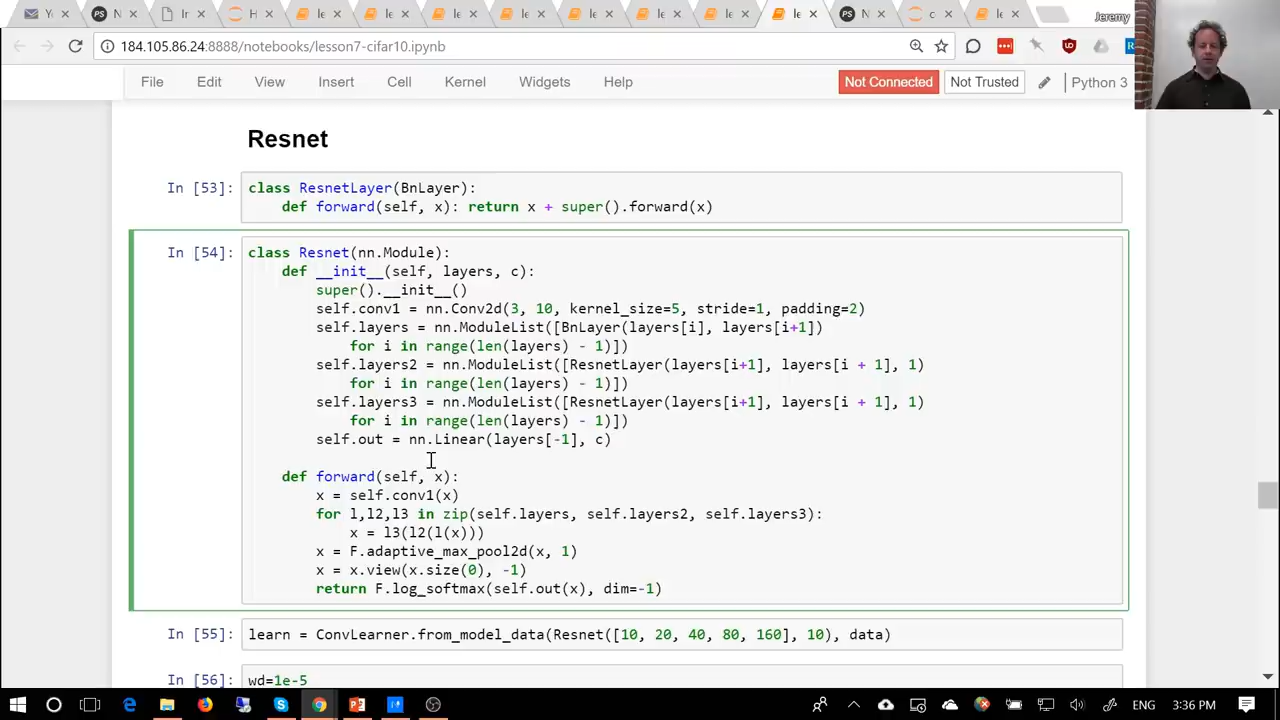 Jeremy
184.105.86.24:8888/notebooks/lesson7-cifar10.ipynb
File Edit View Insert Cell Kernel Widgets Help Not Connected Not Trusted Python 3
Resnet
In [53]: class ResnetLayer(BnLayer):
    def forward(self, x): return x + super().forward(x)
In [54]: class Resnet(nn.Module):
    def __init__(self, layers, c):
        super().__init__()
        self.conv1 = nn.Conv2d(3, 10, kernel_size=5, stride=1, padding=2)
        self.layers = nn.ModuleList([BnLayer(layers[i], layers[i+1])
            for i in range(len(layers) - 1)])
        self.layers2 = nn.ModuleList([ResnetLayer(layers[i+1], layers[i + 1], 1)
            for i in range(len(layers) - 1)])
        self.layers3 = nn.ModuleList([ResnetLayer(layers[i+1], layers[i + 1], 1)
            for i in range(len(layers) - 1)])
        self.out = nn.Linear(layers[-1], c)
    def forward(self, x):
        x = self.conv1(x)
        for l,l2,l3 in zip(self.layers, self.layers2, self.layers3):
            x = l3(l2(l(x)))
        x = F.adaptive_max_pool2d(x, 1)
        x = x.view(x.size(0), -1)
        return F.log_softmax(self.out(x), dim=-1)
In [55]: learn = ConvLearner.from_model_data(Resnet([10, 20, 40, 80, 160], 10), data)
In [56]: wd=1e-5
ENG 3:36 PM